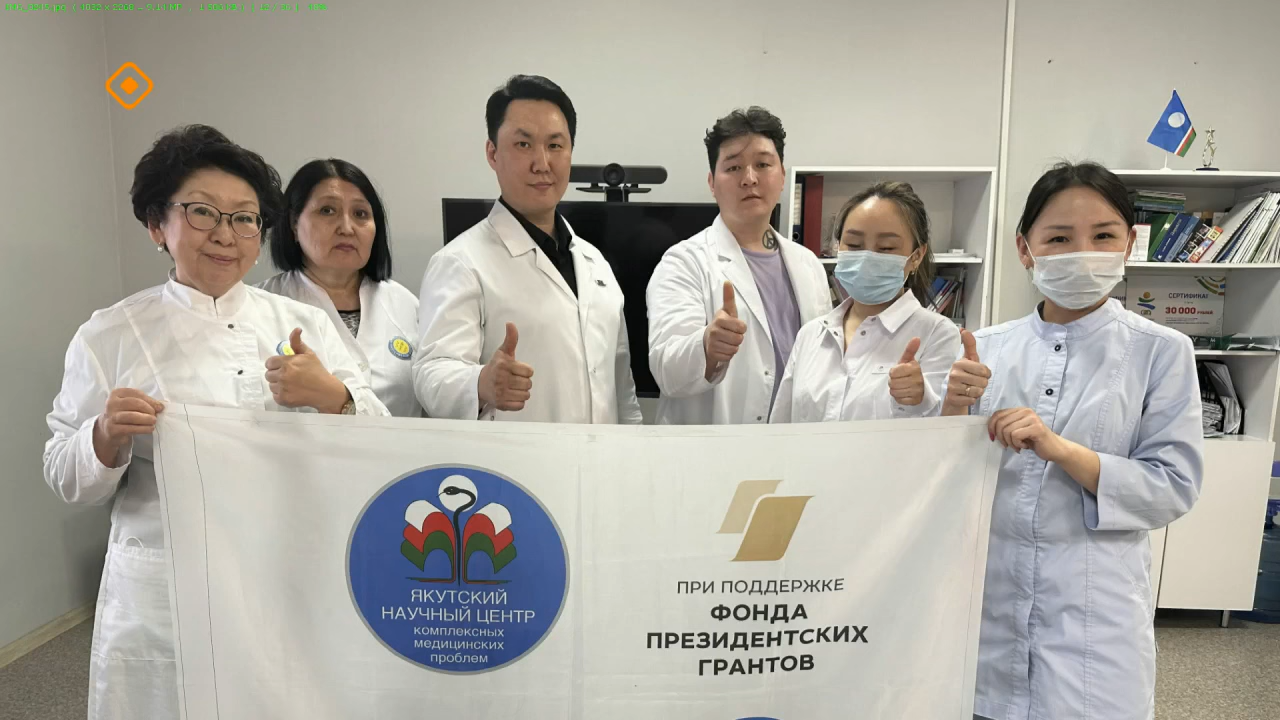 СЕРТИФИКАТ
30 000 РУБЛЕЙ
ЯКУТСКИЙ
НАУЧНЫЙ ЦЕНТР
комплексных
медицинских
проблем
ПРИ ПОДДЕРЖКЕ
ФОНДА
ПРЕЗИДЕНТСКИХ
ГРАНТОВ